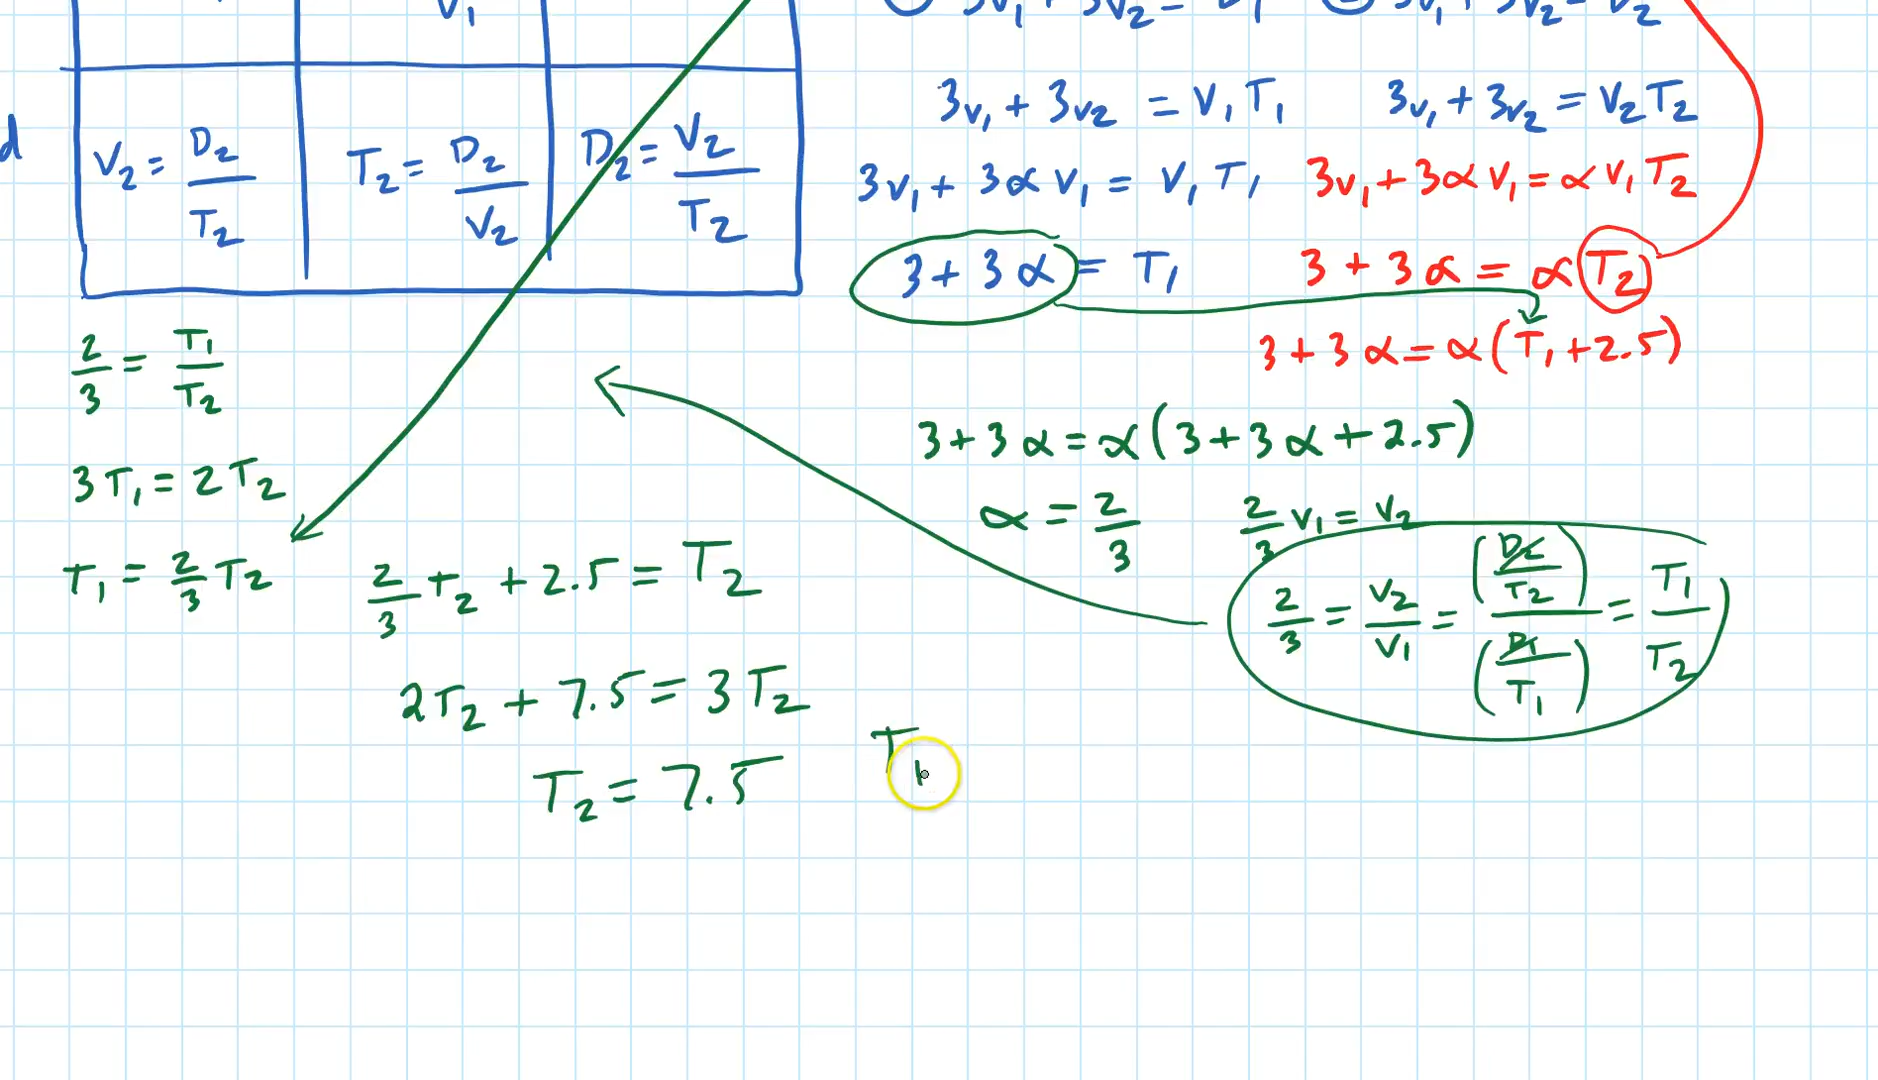 V₁
3v₁ + 3v₂ =
3v₁ + 3v₂ = V₂
d
V₂ = D₂/T₂
T₂ = D₂/V₂
D₂ = V₂/T₂
3v₁ + 3v₂ = V₁T₁
3v₁ + 3v₂ = V₂T₂
3v₁ + 3αv₁ = V₁T₁
3v₁ + 3αv₁ = αv₁T₂
3 + 3α = T₁
3 + 3α = αT₂
3 + 3α = α(T₁ + 2.5)
3 + 3α = α(3 + 3α + 2.5)
α = 2/3
2/3 v₁ = v₂
2/3 = V₂/V₁ = (D₂/T₂)/(D₁/T₁) = T₁/T₂
2/3 = T₁/T₂
3T₁ = 2T₂
T₁ = 2/3 T₂
2/3 T₂ + 2.5 = T₂
2T₂ + 7.5 = 3T₂
T₂ = 7.5
T₁